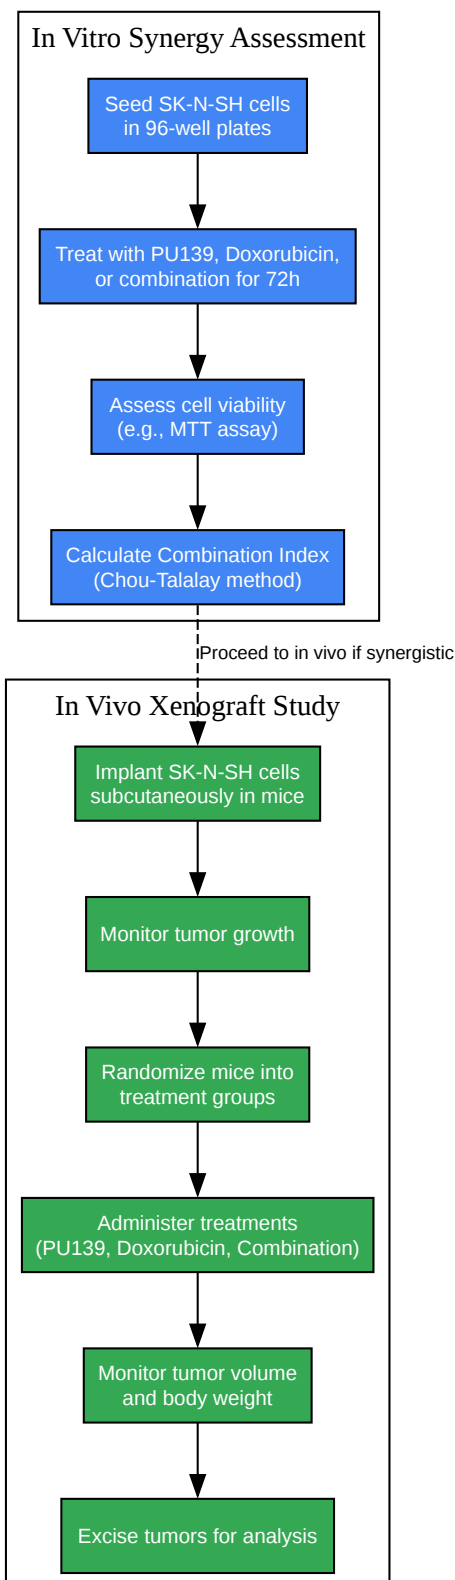 In Vitro Synergy Assessment
Seed SK-N-SH cells
in 96-well plates
Treat with PU139, Doxorubicin,
or combination for 72h
Assess cell viability
(e.g., MTT assay)
Calculate Combination Index
(Chou-Talalay method)
Proceed to in vivo if synergistic
In Vivo Xenograft Study
Implant SK-N-SH cells
subcutaneously in mice
Monitor tumor growth
Randomize mice into
treatment groups
Administer treatments
(PU139, Doxorubicin, Combination)
Monitor tumor volume
and body weight
Excise tumors for analysis